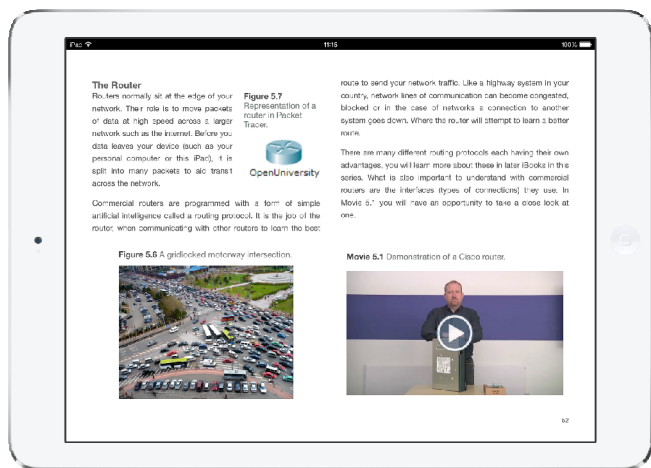 iPad
11:15
100%
The Router
Routers normally sit at the edge of your
network. Their role is to move packets
of data at high speed across a larger
network such as the internet. Before you
data leaves your device (such as your
personal computer or this iPad), it is
split into many packets to aid transit
across the network.
Figure 5.7
Representation of a
router in Packet
Tracer.
OpenUniversity
Commercial routers are programmed with a form of simple
artificial intelligence called a routing protocol. It is the job of the
router, when communicating with other routers to learn the best
Figure 5.6 A gridlocked motorway intersection.
route to send your network traffic. Like a highway system in your
country, network lines of communication can become congested,
blocked or in the case of networks a connection to another
system goes down. Where the router will attempt to learn a better
route.
There are many different routing protocols each having their own
advantages, you will learn more about these in later iBooks in this
series. What is also important to understand with commercial
routers are the interfaces (types of connections) they use. In
Movie 5.1 you will have an opportunity to take a close look at
one.
Movie 5.1 Demonstration of a Cisco router.
52